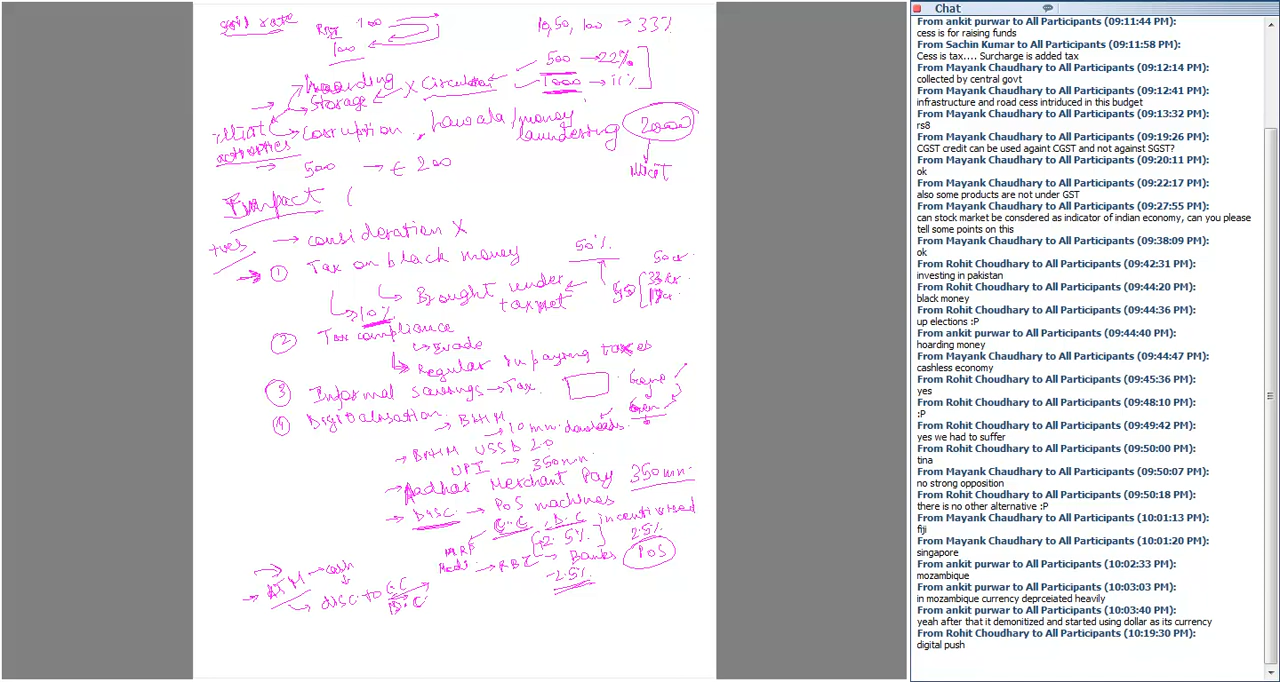 soil rate
RBI 100
100
10, 50, 100 → 33%
500 → 22%
1000 → 11%
Hoarding
Storage X Circulation
illicit
activities
Corruption, Hawala/money
laundering
2000
illicit
500 → € 200
Impact (
→ consideration X
+ves
① Tax on black money
50%
50 cr.
33 cr
17 cr.
Brought under
tax net
10%
② Tax compliance
evade
Regular in paying taxes
③ Informal savings → Tax.
④ Digitalisation → BHIM
→ 10 mn. downloads.
→ BHIM USSD 2.0
UPI → 350 mn.
→ Aadhar Merchant Pay 350 mn.
→ Disc. → PoS machines
C.C, D.C incentivised
2.5%
2.5%
MRP
→ RBI → Banks PoS
-2.5%
→ ATM → cash
→ disc to C.C
D.C
Chat
From ankit purwar to All Participants (09:11:44 PM):
cess is for raising funds
From Sachin Kumar to All Participants (09:11:58 PM):
Cess is tax.... Surcharge is added tax
From Mayank Chaudhary to All Participants (09:12:14 PM):
collected by central govt
From Mayank Chaudhary to All Participants (09:12:41 PM):
infrastructure and road cess intriduced in this budget
From Mayank Chaudhary to All Participants (09:13:32 PM):
rs8
From Mayank Chaudhary to All Participants (09:19:26 PM):
CGST credit can be used againt CGST and not against SGST?
From Mayank Chaudhary to All Participants (09:20:11 PM):
ok
From Mayank Chaudhary to All Participants (09:22:17 PM):
also some products are not under GST
From Mayank Chaudhary to All Participants (09:27:55 PM):
can stock market be consdered as indicator of indian economy, can you please
tell some points on this
From Mayank Chaudhary to All Participants (09:38:09 PM):
ok
From Rohit Choudhary to All Participants (09:42:31 PM):
investing in pakistan
From Rohit Choudhary to All Participants (09:44:20 PM):
black money
From Rohit Choudhary to All Participants (09:44:36 PM):
up elections :P
From ankit purwar to All Participants (09:44:40 PM):
hoarding money
From Mayank Chaudhary to All Participants (09:44:47 PM):
cashless economy
From Rohit Choudhary to All Participants (09:45:36 PM):
yes
From Rohit Choudhary to All Participants (09:48:10 PM):
:P
From Rohit Choudhary to All Participants (09:49:42 PM):
yes we had to suffer
From Rohit Choudhary to All Participants (09:50:00 PM):
tina
From Mayank Chaudhary to All Participants (09:50:07 PM):
no strong opposition
From Rohit Choudhary to All Participants (09:50:18 PM):
there is no other alternative :P
From Rohit Choudhary to All Participants (10:01:13 PM):
fiji
From Mayank Chaudhary to All Participants (10:01:20 PM):
singapore
From ankit purwar to All Participants (10:02:33 PM):
mozambique
From ankit purwar to All Participants (10:03:03 PM):
in mozambique currency deprceiated heavily
From ankit purwar to All Participants (10:03:40 PM):
yeah after that it demonitized and started using dollar as its currency
From Rohit Choudhary to All Participants (10:19:30 PM):
digital push